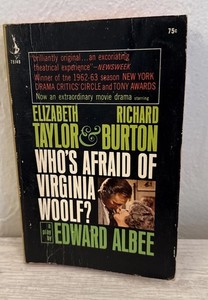 75¢
"brilliantly original...an excoriating
theatrical experience" —NEWSWEEK
Winner of the 1962-63 season NEW YORK
DRAMA CRITICS' CIRCLE and TONY AWARDS
Now an extraordinary movie drama starring
ELIZABETH RICHARD
TAYLOR & BURTON
WHO'S AFRAID OF
VIRGINIA
WOOLF?
a play by
EDWARD ALBEE